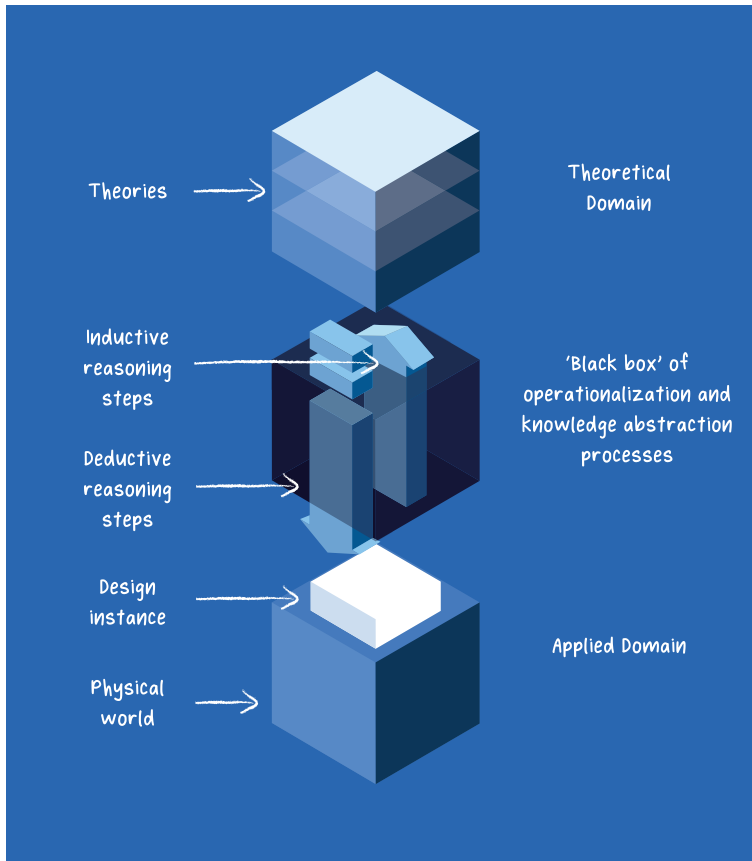 Theories
Theoretical
Domain
Inductive
reasoning
steps
'Black box' of
operationalization and
knowledge abstraction
processes
Deductive
reasoning
steps
Design
instance
Applied Domain
Physical
world